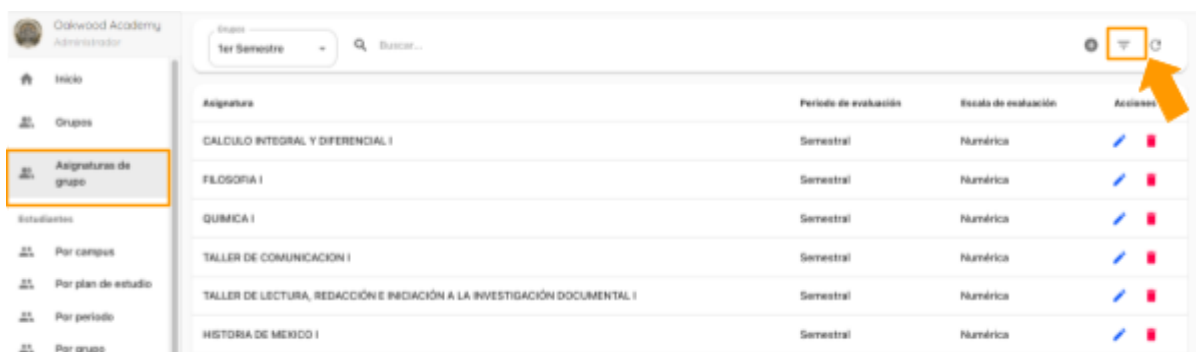 Oakwood Academy
Administrador
Inicio
Grupos
Asignaturas de
grupo
Estudiantes
Por campus
Por plan de estudio
Por periodo
Por grupo
Grupos
1er Semestre
Buscar...
Asignatura Periodo de evaluación Escala de evaluación Acciones
CALCULO INTEGRAL Y DIFERENCIAL I Semestral Numérica
FILOSOFIA I Semestral Numérica
QUIMICA I Semestral Numérica
TALLER DE COMUNICACION I Semestral Numérica
TALLER DE LECTURA, REDACCIÓN E INICIACIÓN A LA INVESTIGACIÓN DOCUMENTAL I Semestral Numérica
HISTORIA DE MEXICO I Semestral Numérica